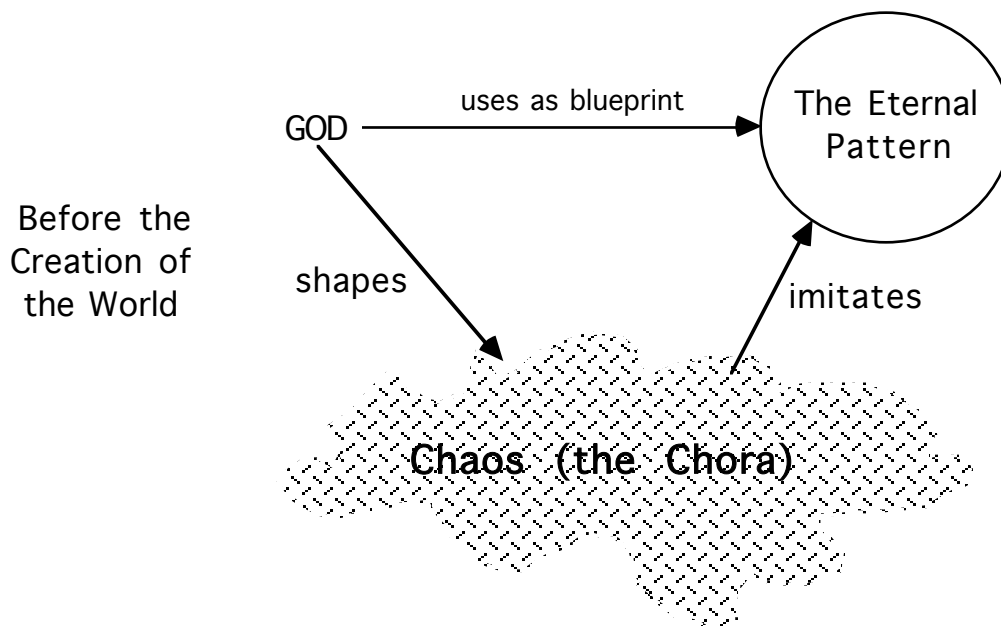 uses as blueprint
The Eternal
Pattern
GOD
Before the
Creation of
the World
shapes
imitates
Chaos (the Chora)